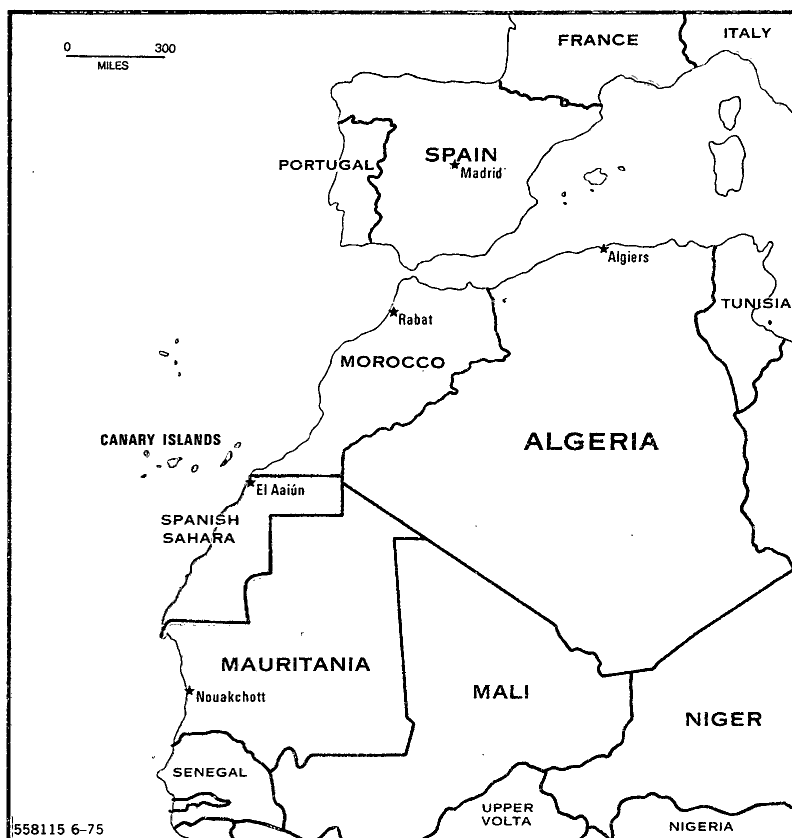 0 300
MILES
FRANCE
ITALY
PORTUGAL
SPAIN
Madrid
Algiers
TUNISIA
Rabat
MOROCCO
CANARY ISLANDS
ALGERIA
El Aaiún
SPANISH
SAHARA
MAURITANIA
Nouakchott
MALI
NIGER
SENEGAL
UPPER
VOLTA
NIGERIA
558115 6-75